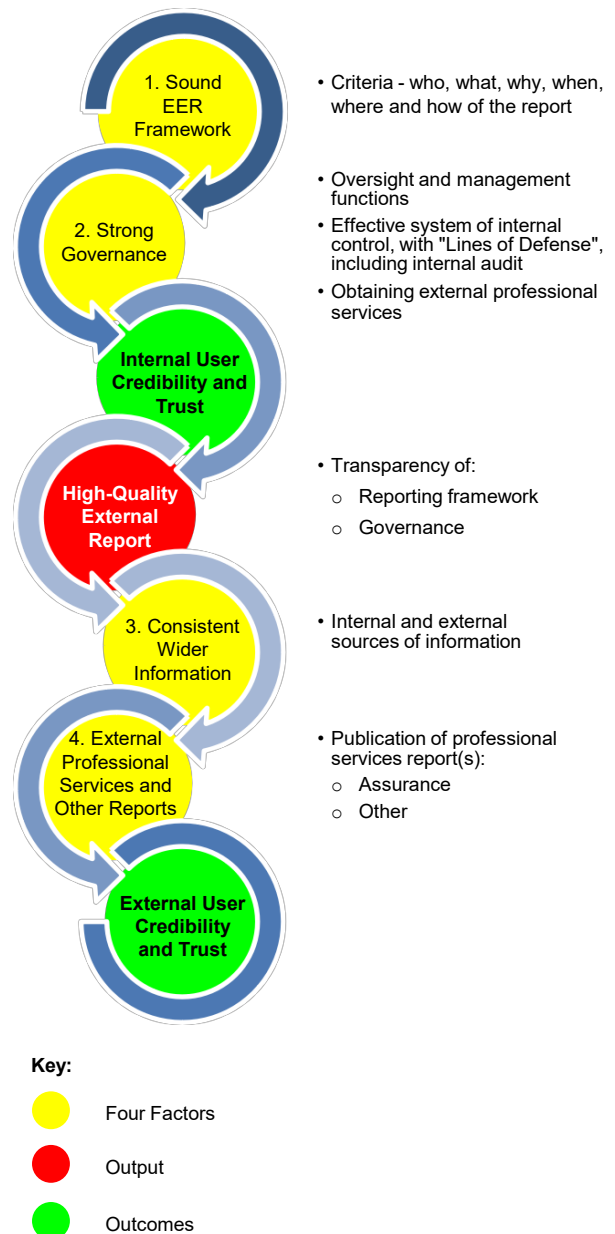 1. Sound
EER
Framework
• Criteria - who, what, why, when,
where and how of the report
2. Strong
Governance
• Oversight and management
functions
• Effective system of internal
control, with "Lines of Defense",
including internal audit
• Obtaining external professional
services
Internal User
Credibility and
Trust
High-Quality
External
Report
• Transparency of:
o Reporting framework
o Governance
3. Consistent
Wider
Information
• Internal and external
sources of information
4. External
Professional
Services and
Other Reports
• Publication of professional
services report(s):
o Assurance
o Other
External User
Credibility
and Trust
Key:
Four Factors
Output
Outcomes